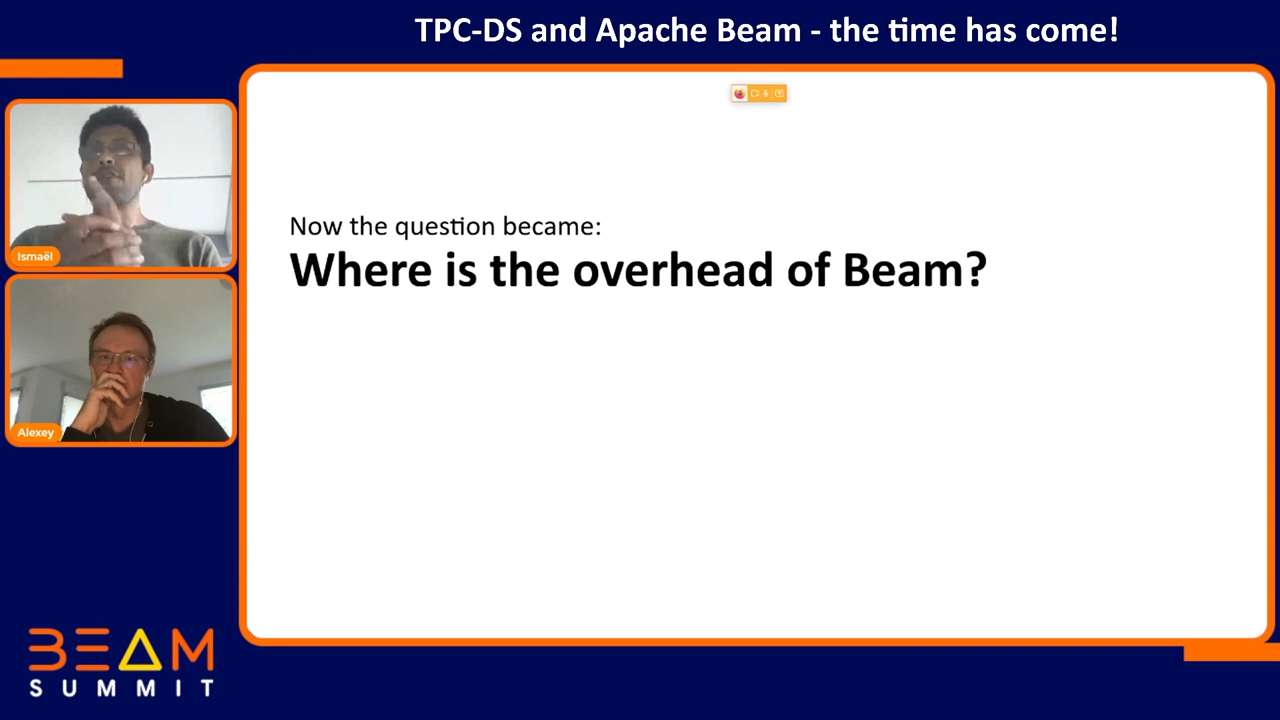 TPC-DS and Apache Beam - the time has come!
Ismaël
Alexey
Now the question became:
Where is the overhead of Beam?
BEAM
SUMMIT